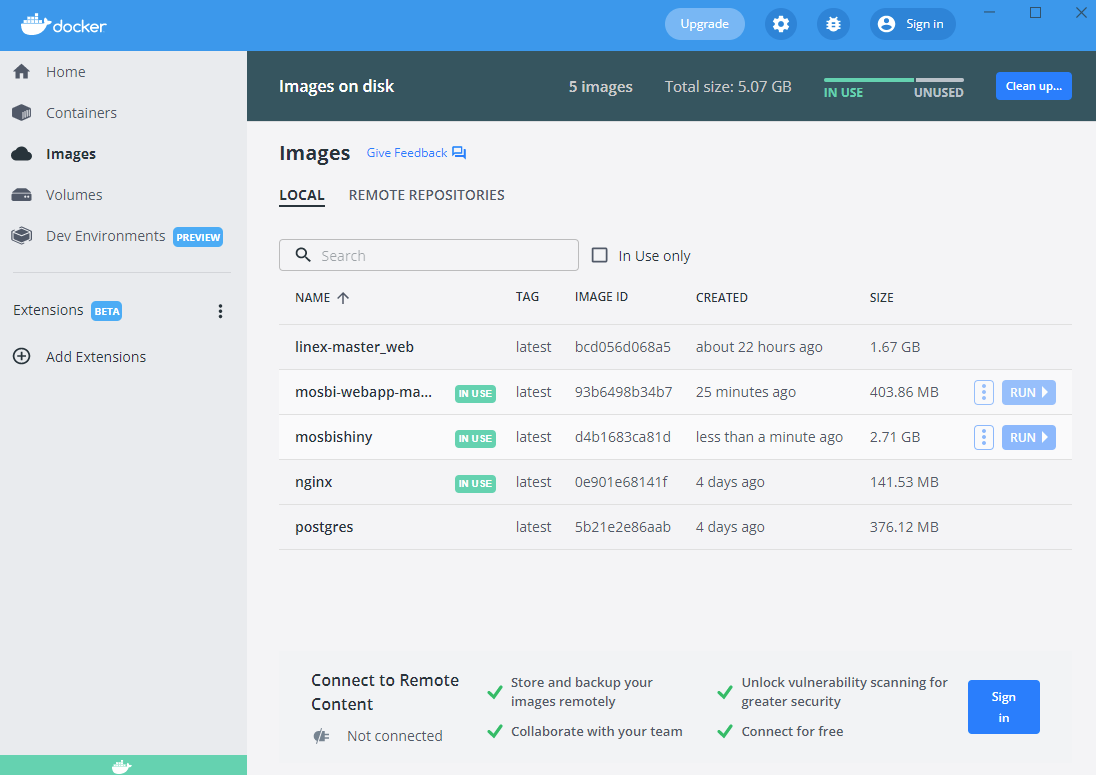 docker
Upgrade
Sign in
Home
Containers
Images
Volumes
Dev Environments PREVIEW
Extensions BETA
Add Extensions
Images on disk 5 images Total size: 5.07 GB IN USE UNUSED Clean up...
Images Give Feedback
LOCAL REMOTE REPOSITORIES
Search In Use only
NAME TAG IMAGE ID CREATED SIZE
linex-master_web latest bcd056d068a5 about 22 hours ago 1.67 GB
mosbi-webapp-ma... IN USE latest 93b6498b34b7 25 minutes ago 403.86 MB RUN
mosbishiny IN USE latest d4b1683ca81d less than a minute ago 2.71 GB RUN
nginx IN USE latest 0e901e68141f 4 days ago 141.53 MB
postgres latest 5b21e2e86aab 4 days ago 376.12 MB
Connect to Remote
Content
Not connected
Store and backup your
images remotely
Collaborate with your team
Unlock vulnerability scanning for
greater security
Connect for free
Sign
in